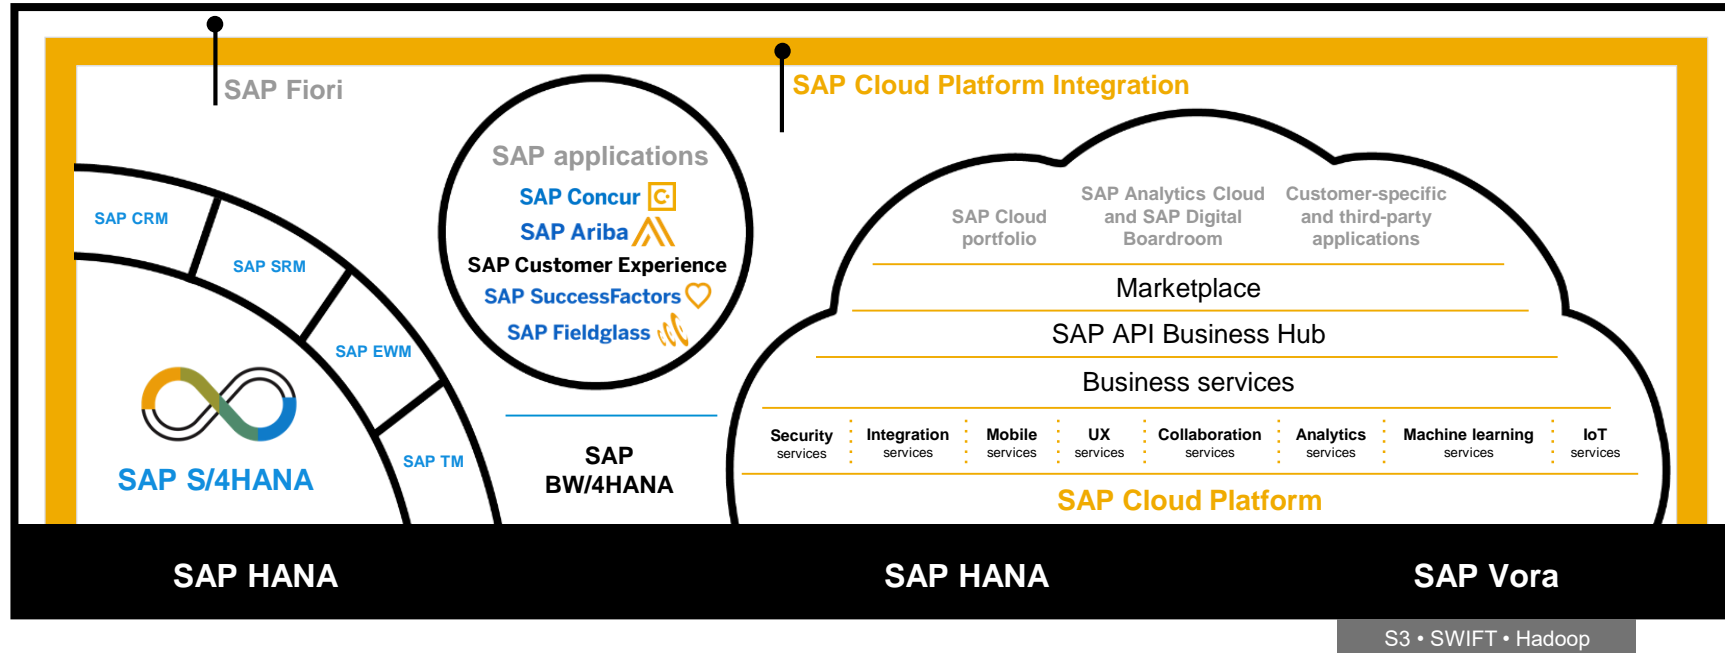 SAP Fiori
SAP Cloud Platform Integration
SAP applications
SAP Concur C.
SAP Ariba
SAP Customer Experience
SAP SuccessFactors
SAP Fieldglass
SAP CRM
SAP SRM
SAP EWM
SAP TM
SAP S/4HANA
SAP
BW/4HANA
SAP Cloud
portfolio
SAP Analytics Cloud
and SAP Digital
Boardroom
Customer-specific
and third-party
applications
Marketplace
SAP API Business Hub
Business services
Security
services
Integration
services
Mobile
services
UX
services
Collaboration
services
Analytics
services
Machine learning
services
IoT
services
SAP Cloud Platform
SAP HANA
SAP HANA
SAP Vora
S3 • SWIFT • Hadoop